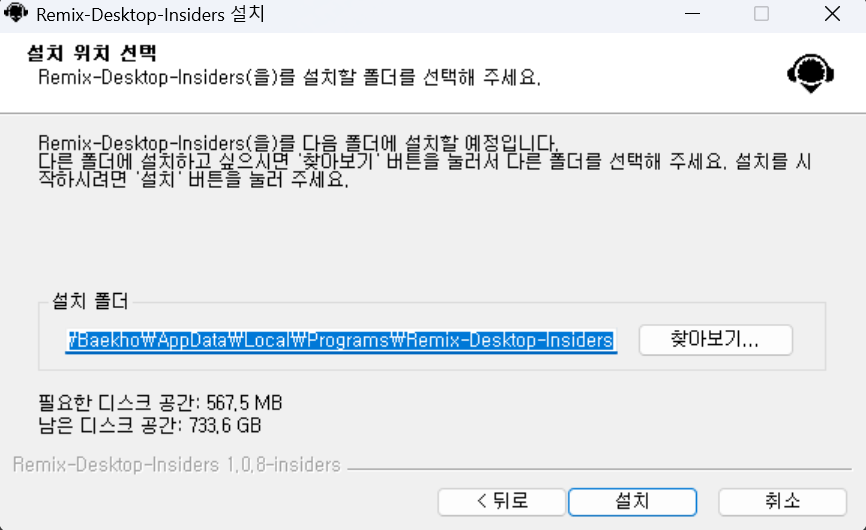 Remix-Desktop-Insiders 설치
설치 위치 선택
Remix-Desktop-Insiders(을)를 설치할 폴더를 선택해 주세요.
Remix-Desktop-Insiders(을)를 다음 폴더에 설치할 예정입니다.
다른 폴더에 설치하고 싶으시면 '찾아보기' 버튼을 눌러서 다른 폴더를 선택해 주세요. 설치를 시
작하시려면 '설치' 버튼을 눌러 주세요.
설치 폴더
₩Baekho₩AppData₩Local₩Programs₩Remix-Desktop-Insiders
찾아보기...
필요한 디스크 공간: 567.5 MB
남은 디스크 공간: 733.6 GB
Remix-Desktop-Insiders 1.0.8-insiders
< 뒤로
설치
취소